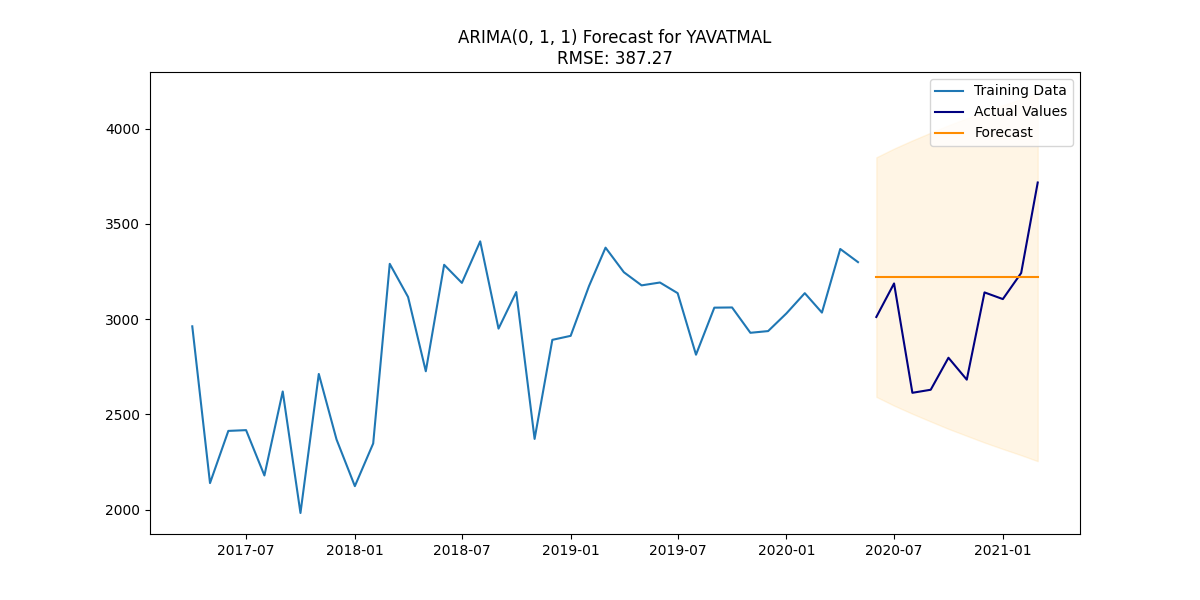 ARIMA(0, 1, 1) Forecast for YAVATMAL
RMSE: 387.27
Training Data
Actual Values
Forecast
4000
3500
3000
2500
2000
2017-07 2018-01 2018-07 2019-01 2019-07 2020-01 2020-07 2021-01